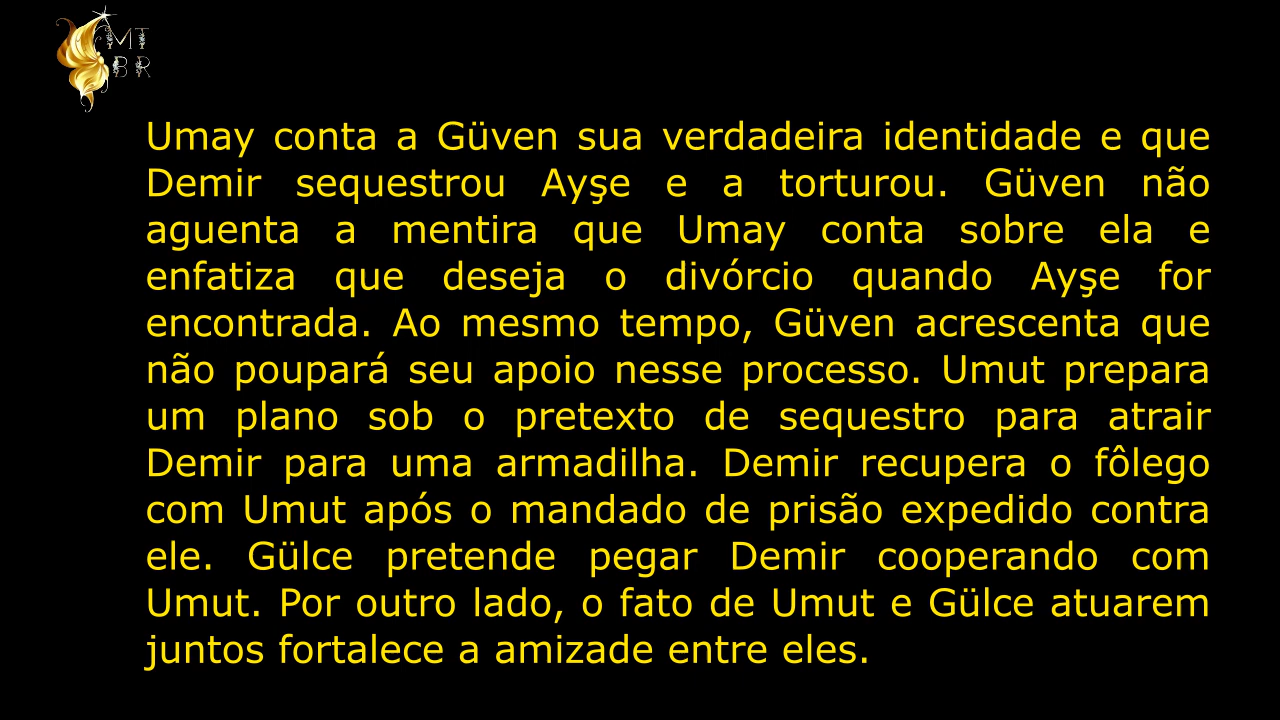 MT
BR
Umay conta a Güven sua verdadeira identidade e que
Demir sequestrou Ayşe e a torturou. Güven não
aguenta a mentira que Umay conta sobre ela e
enfatiza que deseja o divórcio quando Ayşe for
encontrada. Ao mesmo tempo, Güven acrescenta que
não poupará seu apoio nesse processo. Umut prepara
um plano sob o pretexto de sequestro para atrair
Demir para uma armadilha. Demir recupera o fôlego
com Umut após o mandado de prisão expedido contra
ele. Gülce pretende pegar Demir cooperando com
Umut. Por outro lado, o fato de Umut e Gülce atuarem
juntos fortalece a amizade entre eles.